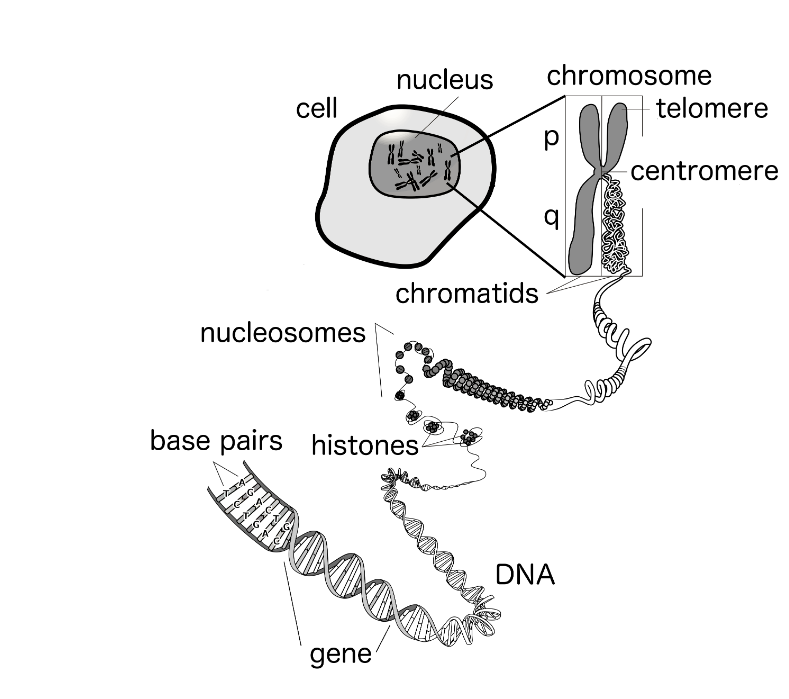 nucleus
chromosome
cell
telomere
p
centromere
q
chromatids
nucleosomes
base pairs
histones
DNA
gene